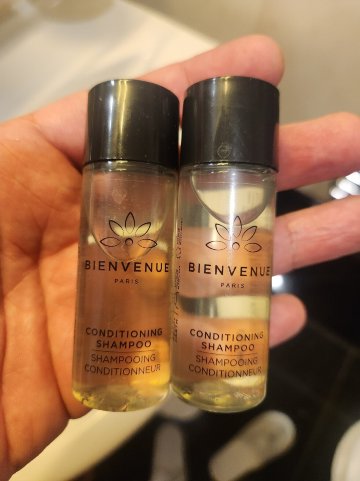 BIENVENUE
PARIS
CONDITIONING
SHAMPOO
SHAMPOOING
CONDITIONNEUR
BIENVENUE
PARIS
CONDITIONING
SHAMPOO
SHAMPOOING
CONDITIONNEUR